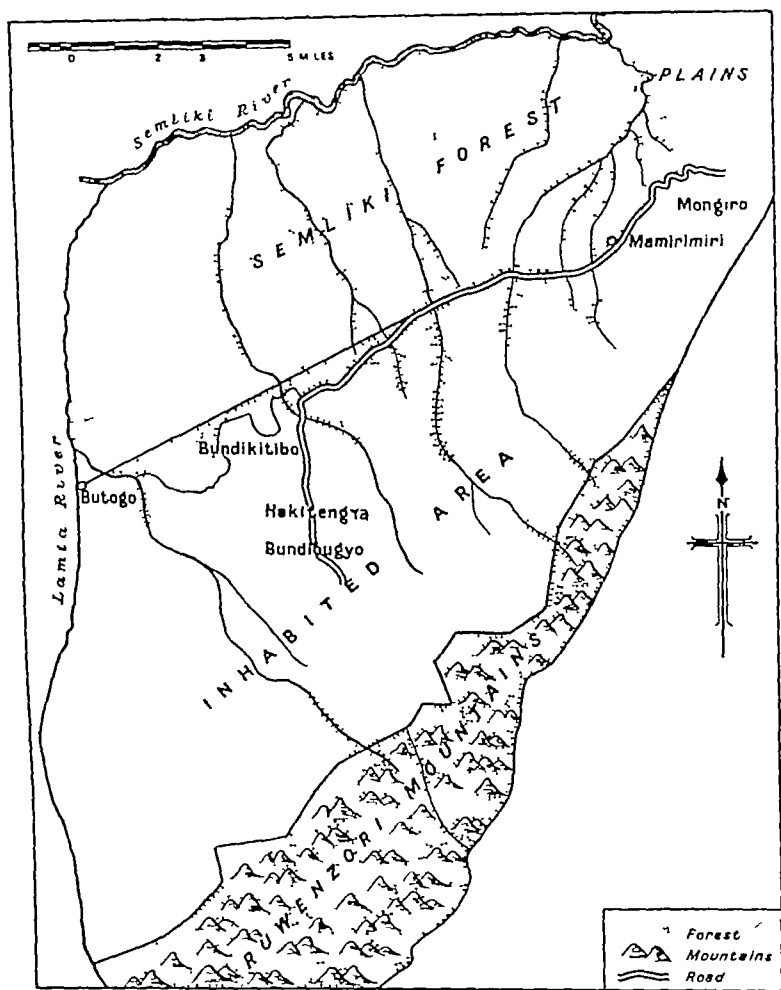 0 2 3 5 MILES
Semliki River
PLAINS
SEMLIKI FOREST
Mongiro
Mamirimiri
Bundikitibo
Butogo
Lamia River
Hakitengya
Bundibugyo
INHABITED AREA
N
RUWENZORI MOUNTAINS
Forest
Mountains
Road